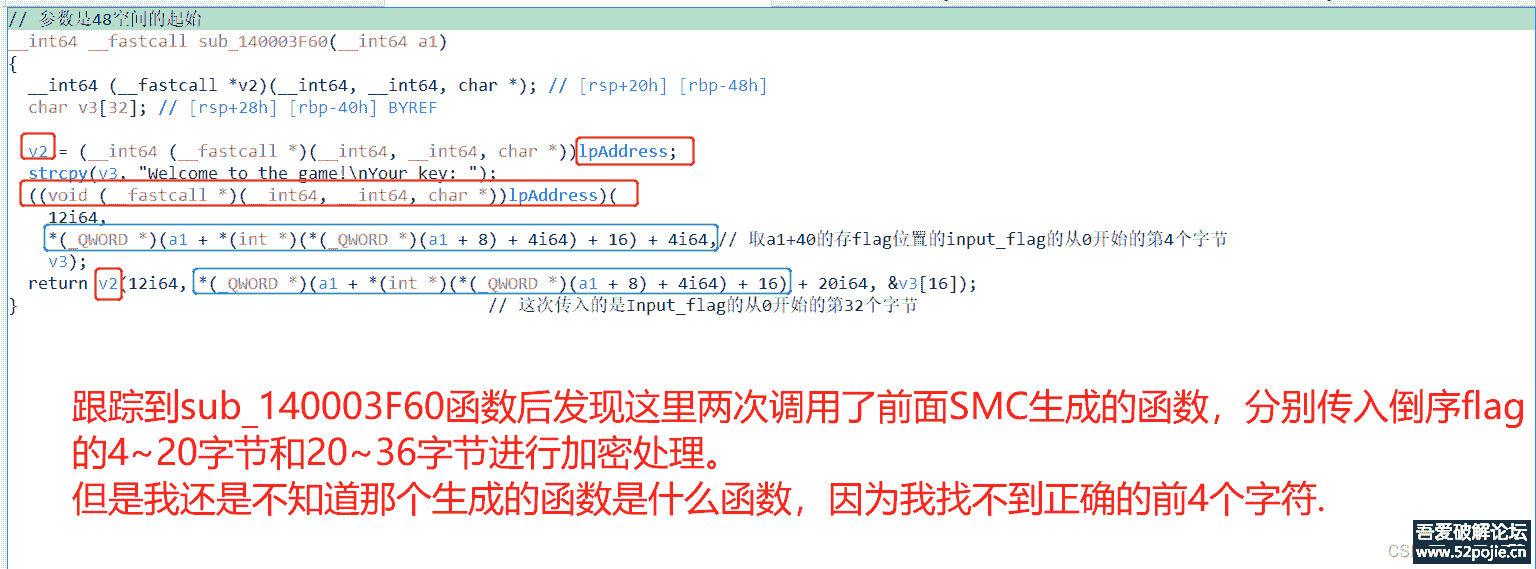 // 参数是48空间的起始
__int64 __fastcall sub_140003F60(__int64 a1)
{
__int64 (__fastcall *v2)(__int64, __int64, char *); // [rsp+20h] [rbp-48h]
char v3[32]; // [rsp+28h] [rbp-40h] BYREF
v2 = (__int64 (__fastcall *)(__int64, __int64, char *))lpAddress;
strcpy(v3, "Welcome to the game!\nYour key: ");
((void (__fastcall *)(__int64, __int64, char *))lpAddress)(
12i64,
*(_QWORD *)(a1 + *(int *)(*(_QWORD *)(a1 + 8) + 4i64) + 16) + 4i64,// 取a1+40的存flag位置的input_flag的从0开始的第4个字节
v3);
return v2(12i64, *(_QWORD *)(a1 + *(int *)(*(_QWORD *)(a1 + 8) + 4i64) + 16) + 20i64, &v3[16]);
} // 这次传入的是Input_flag的从0开始的第32个字节
跟踪到sub_140003F60函数后发现这里两次调用了前面SMC生成的函数，分别传入倒序flag
的4~20字节和20~36字节进行加密处理。
但是我还是不知道那个生成的函数是什么函数，因为我找不到正确的前4个字符.
吾爱破解论坛
www.52pojie.cn